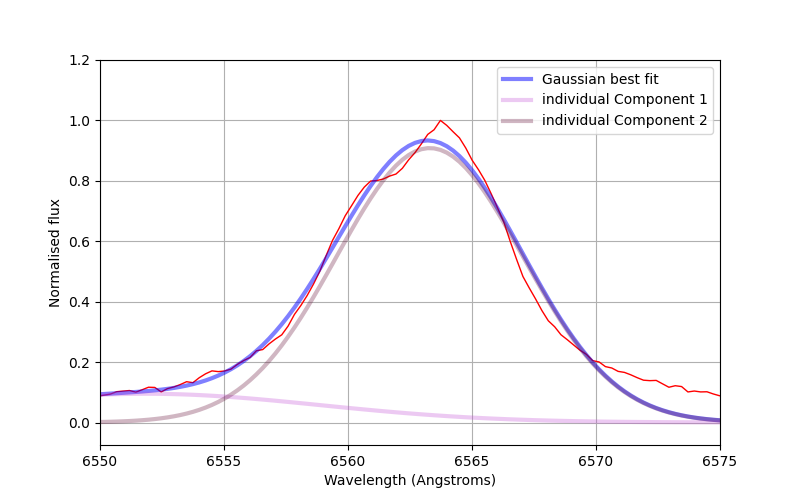 1.2
1.0
0.8
0.6
0.4
0.2
0.0
Normalised flux
Gaussian best fit
individual Component 1
individual Component 2
6550 6555 6560 6565 6570 6575
Wavelength (Angstroms)